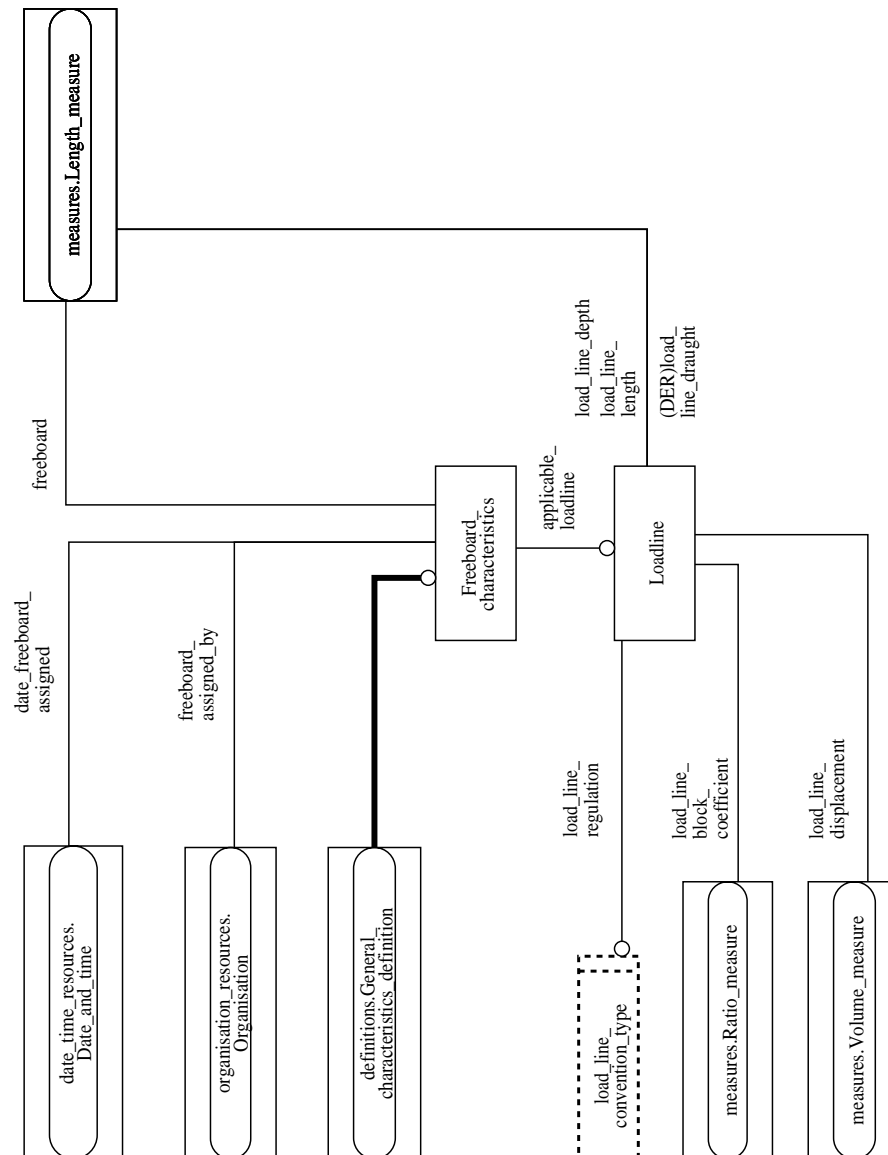 measures.Length_measure
freeboard
date_freeboard_
assigned
freeboard_
assigned_by
load_line_depth
load_line_
length
(DER)load_
line_draught
applicable_
loadline
Freeboard_
characteristics
Loadline
load_line_
regulation
load_line_
block_
coefficient
load_line_
displacement
date_time_resources.
Date_and_time
organisation_resources.
Organisation
definitions.General_
characteristics_definition
load_line_
convention_type
measures.Ratio_measure
measures.Volume_measure